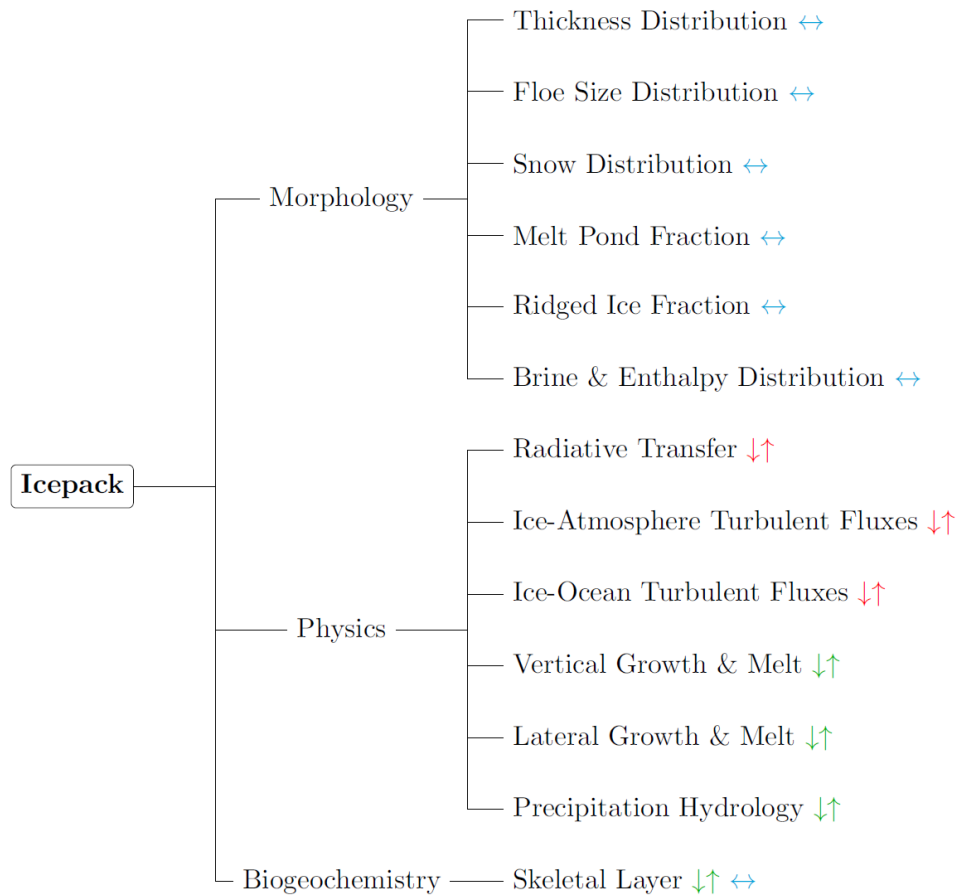 Thickness Distribution ↔
Floe Size Distribution ↔
Snow Distribution ↔
Morphology
Melt Pond Fraction ↔
Ridged Ice Fraction ↔
Brine & Enthalpy Distribution ↔
Radiative Transfer ↓↑
Icepack
Ice-Atmosphere Turbulent Fluxes ↓↑
Ice-Ocean Turbulent Fluxes ↓↑
Physics
Vertical Growth & Melt ↓↑
Lateral Growth & Melt ↓↑
Precipitation Hydrology ↓↑
Biogeochemistry
Skeletal Layer ↓↑ ↔